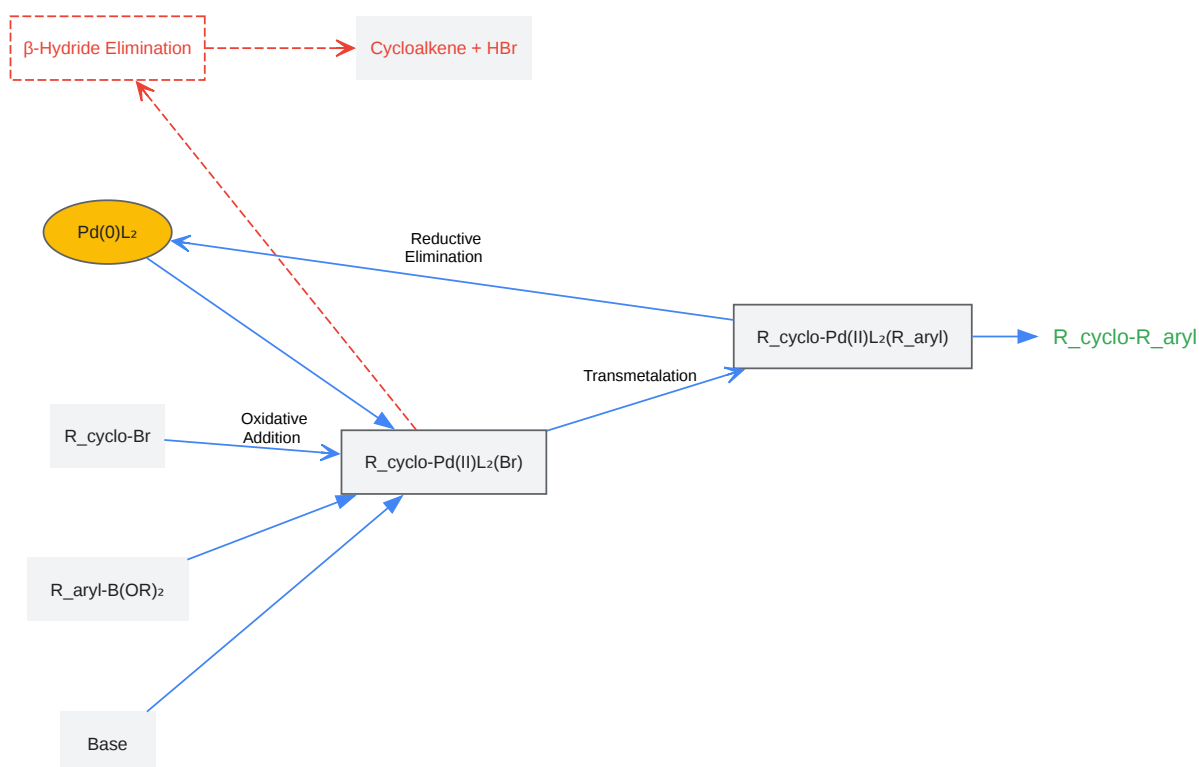 β-Hydride Elimination
Cycloalkene + HBr
Pd(0)L₂
Reductive
Elimination
R_cyclo-Pd(II)L₂(R_aryl)
R_cyclo-R_aryl
Transmetalation
Oxidative
Addition
R_cyclo-Br
R_cyclo-Pd(II)L₂(Br)
R_aryl-B(OR)₂
Base